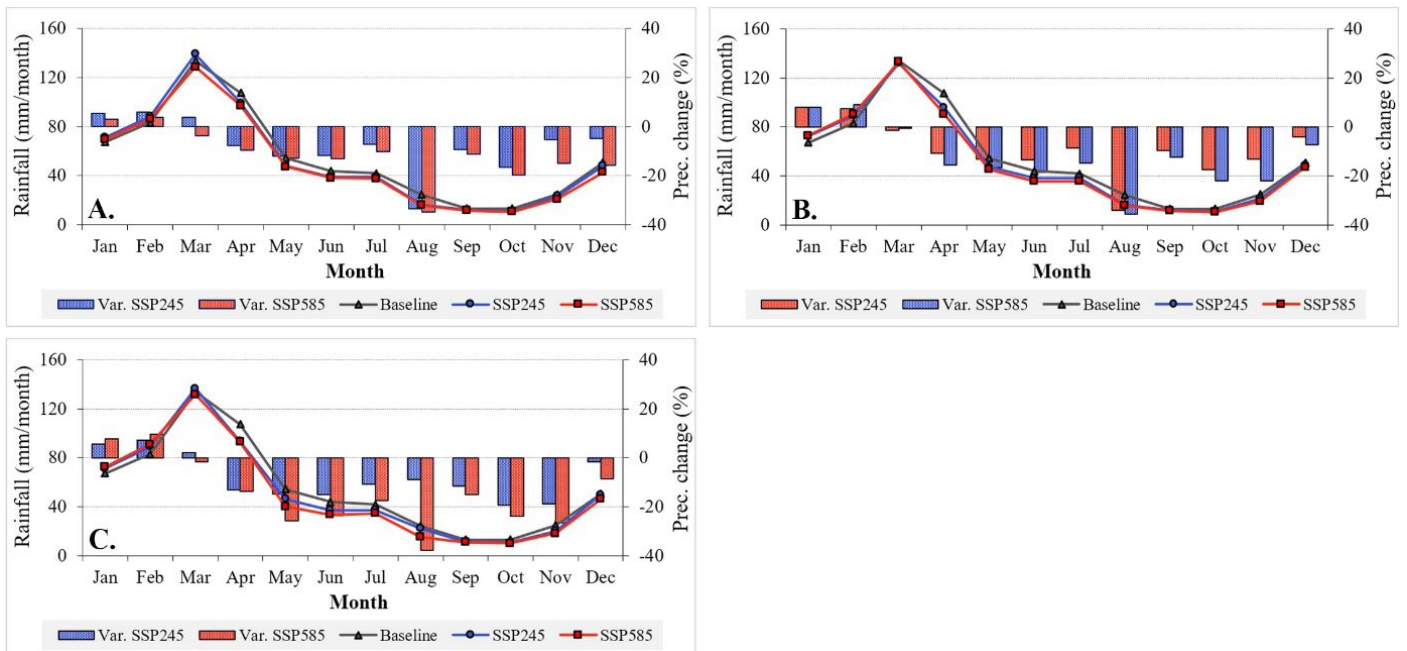 160
120
80
40
0
Rainfall (mm/month)
40
20
0
-20
-40
Prec. change (%)
A.
Jan Feb Mar Apr May Jun Jul Aug Sep Oct Nov Dec
Month
Var. SSP245 Var. SSP585 Baseline SSP245 SSP585
160
120
80
40
0
Rainfall (mm/month)
40
20
0
-20
-40
Prec. change (%)
B.
Jan Feb Mar Apr May Jun Jul Aug Sep Oct Nov Dec
Month
Var. SSP245 Var. SSP585 Baseline SSP245 SSP585
160
120
80
40
0
Rainfall (mm/month)
40
20
0
-20
-40
Prec. change (%)
C.
Jan Feb Mar Apr May Jun Jul Aug Sep Oct Nov Dec
Month
Var. SSP245 Var. SSP585 Baseline SSP245 SSP585